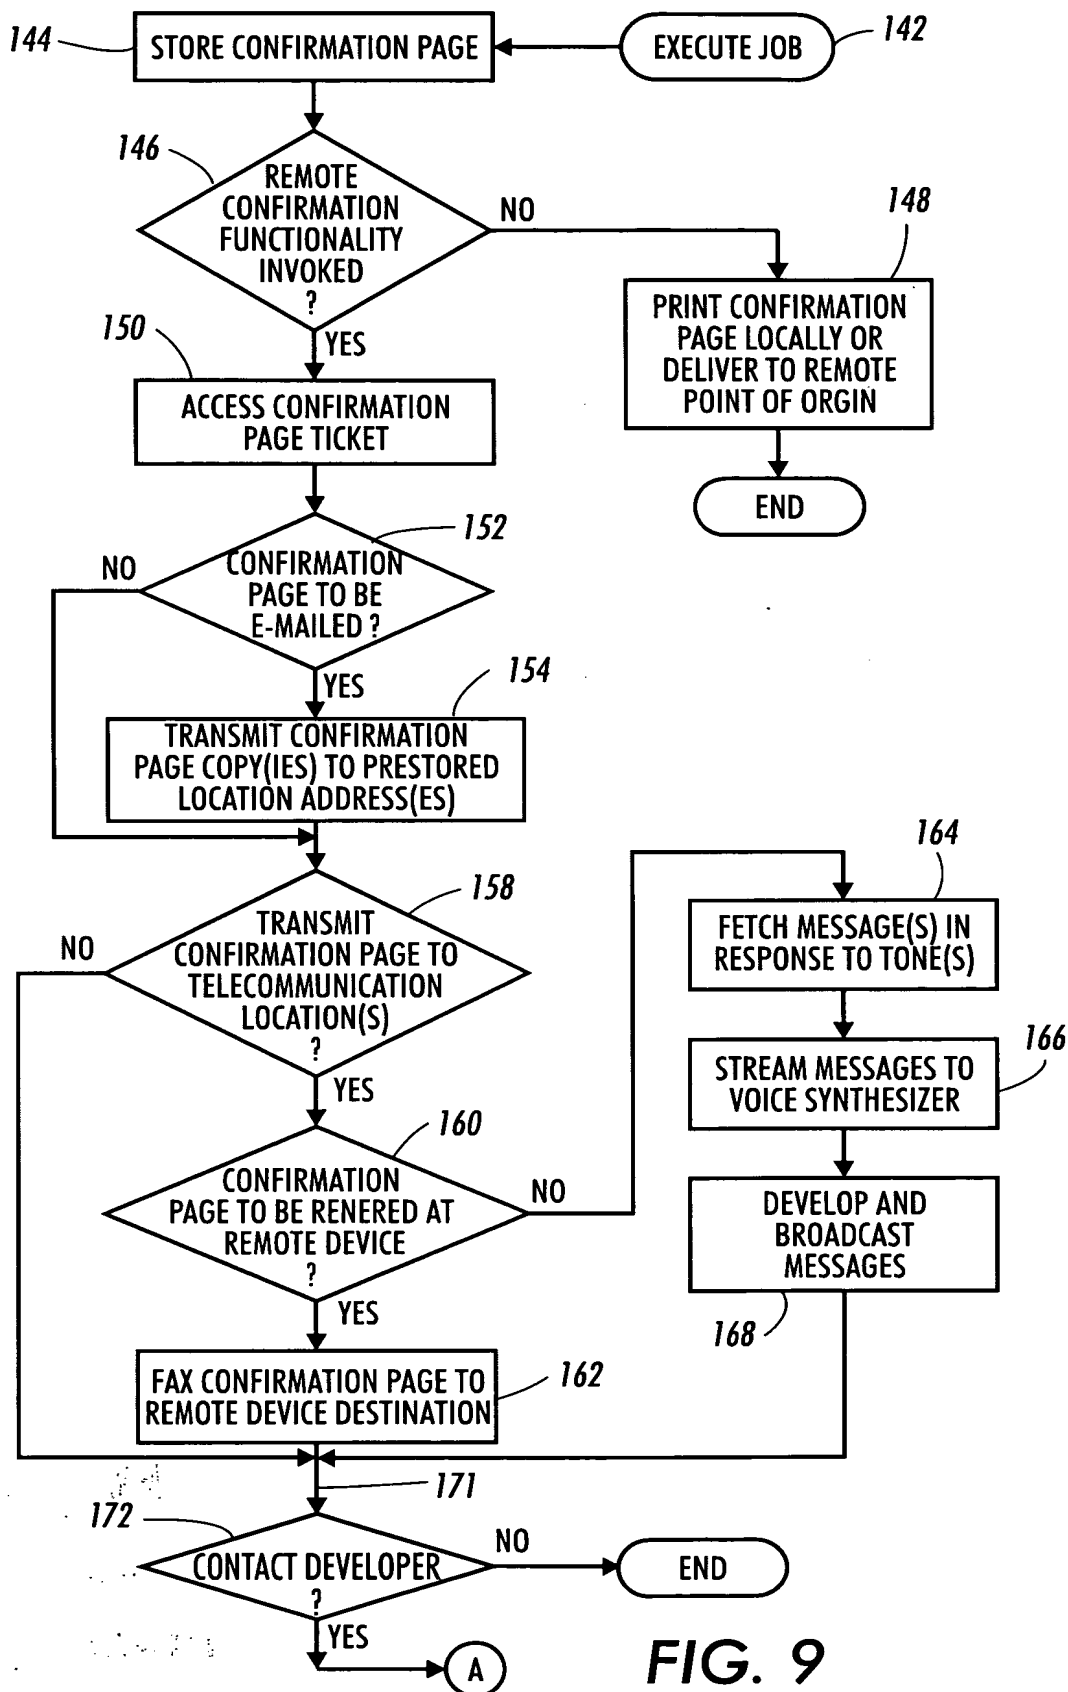 144
STORE CONFIRMATION PAGE
EXECUTE JOB
142
146
REMOTE
CONFIRMATION
FUNCTIONALITY
INVOKED
?
NO
148
PRINT CONFIRMATION
PAGE LOCALLY OR
DELIVER TO REMOTE
POINT OF ORGIN
END
150
YES
ACCESS CONFIRMATION
PAGE TICKET
152
NO
CONFIRMATION
PAGE TO BE
E-MAILED ?
YES
154
TRANSMIT CONFIRMATION
PAGE COPY(IES) TO PRESTORED
LOCATION ADDRESS(ES)
158
NO
TRANSMIT
CONFIRMATION PAGE TO
TELECOMMUNICATION
LOCATION(S)
?
YES
160
CONFIRMATION
PAGE TO BE RENERED AT
REMOTE DEVICE
?
NO
164
FETCH MESSAGE(S) IN
RESPONSE TO TONE(S)
166
STREAM MESSAGES TO
VOICE SYNTHESIZER
DEVELOP AND
BROADCAST
MESSAGES
168
YES
FAX CONFIRMATION PAGE TO
REMOTE DEVICE DESTINATION
162
171
172
CONTACT DEVELOPER
?
NO
END
YES
A
FIG. 9